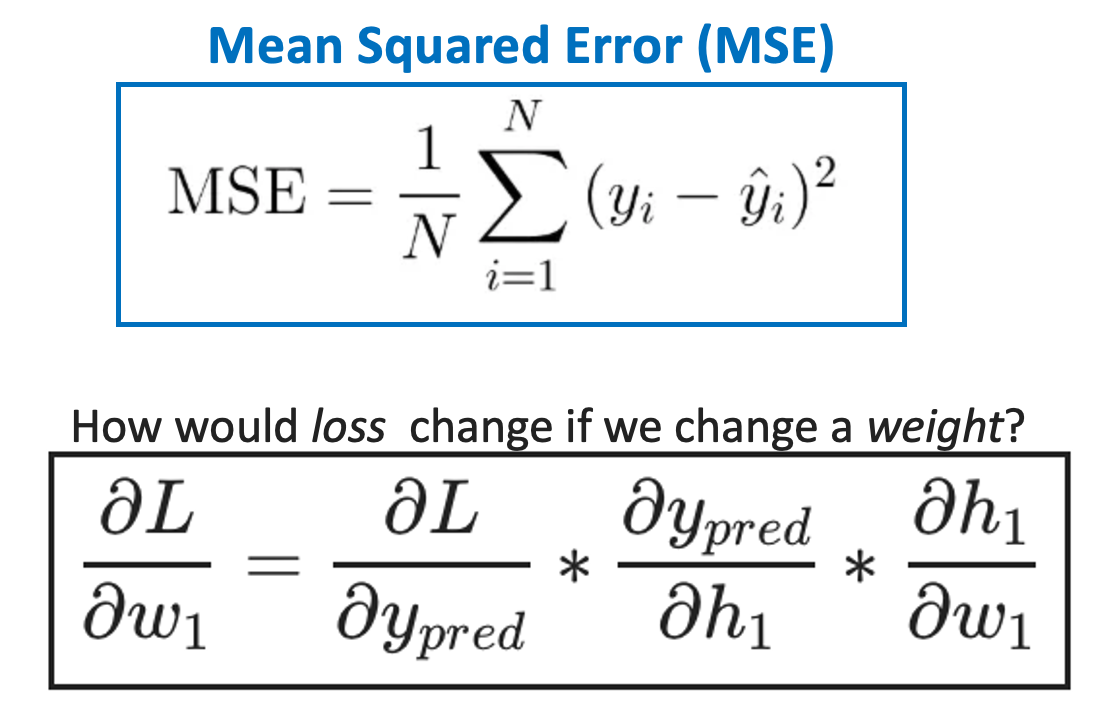 Mean Squared Error (MSE)
MSE = \frac{1}{N} \sum_{i=1}^{N} (y_i - \hat{y}_i)^2
How would loss change if we change a weight?
\frac{\partial L}{\partial w_1} = \frac{\partial L}{\partial y_{pred}} * \frac{\partial y_{pred}}{\partial h_1} * \frac{\partial h_1}{\partial w_1}